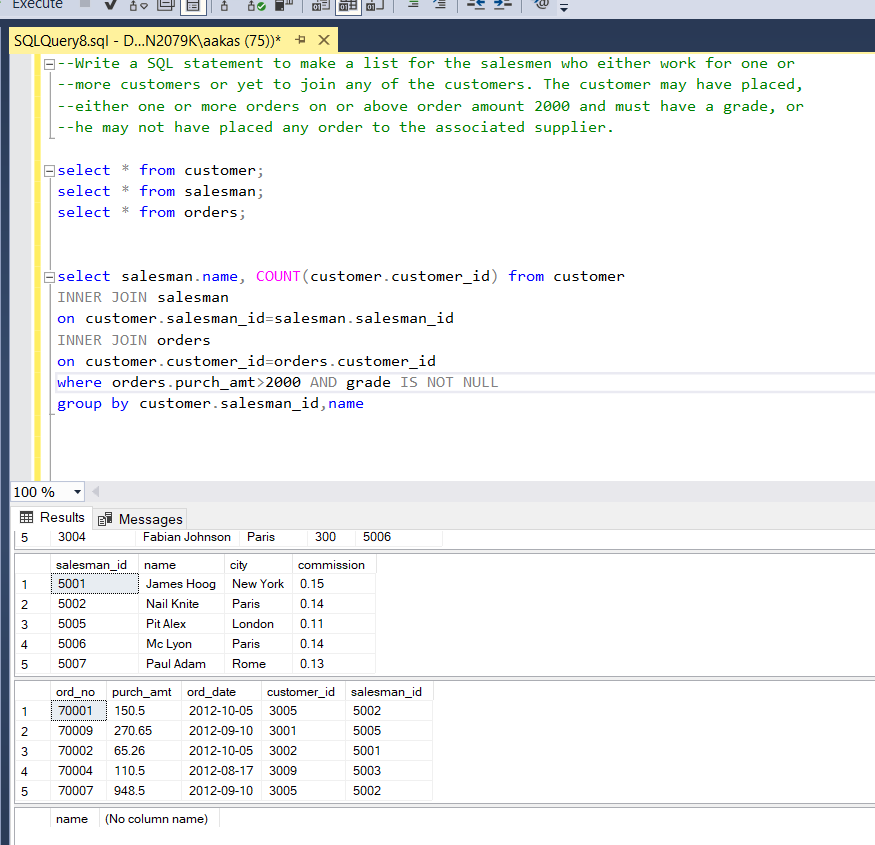 Execute
SQLQuery8.sql - D...N2079K\aakas (75))*
--Write a SQL statement to make a list for the salesmen who either work for one or
--more customers or yet to join any of the customers. The customer may have placed,
--either one or more orders on or above order amount 2000 and must have a grade, or
--he may not have placed any order to the associated supplier.
select * from customer;
select * from salesman;
select * from orders;
select salesman.name, COUNT(customer.customer_id) from customer
INNER JOIN salesman
on customer.salesman_id=salesman.salesman_id
INNER JOIN orders
on customer.customer_id=orders.customer_id
where orders.purch_amt>2000 AND grade IS NOT NULL
group by customer.salesman_id,name
100 %
Results Messages
5 3004 Fabian Johnson Paris 300 5006
salesman_id name city commission
1 5001 James Hoog New York 0.15
2 5002 Nail Knite Paris 0.14
3 5005 Pit Alex London 0.11
4 5006 Mc Lyon Paris 0.14
5 5007 Paul Adam Rome 0.13
ord_no purch_amt ord_date customer_id salesman_id
1 70001 150.5 2012-10-05 3005 5002
2 70009 270.65 2012-09-10 3001 5005
3 70002 65.26 2012-10-05 3002 5001
4 70004 110.5 2012-08-17 3009 5003
5 70007 948.5 2012-09-10 3005 5002
name (No column name)